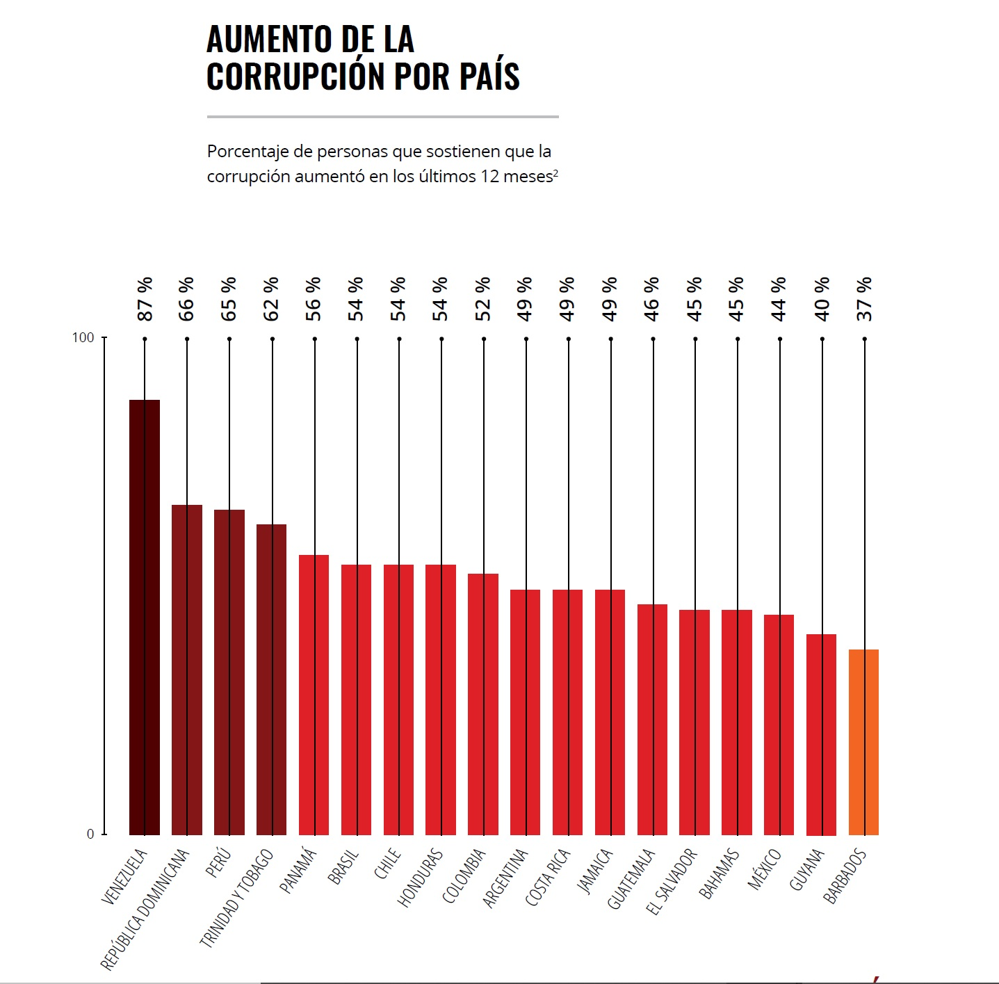 AUMENTO DE LA
CORRUPCIÓN POR PAÍS
Porcentaje de personas que sostienen que la
corrupción aumentó en los últimos 12 meses²
87 %
66 %
65 %
62 %
56 %
54 %
54 %
54 %
52 %
49 %
49 %
49 %
46 %
45 %
45 %
44 %
40 %
37 %
100
0
VENEZUELA
REPÚBLICA DOMINICANA
PERÚ
TRINIDAD Y TOBAGO
PANAMÁ
BRASIL
CHILE
HONDURAS
COLOMBIA
ARGENTINA
COSTA RICA
JAMAICA
GUATEMALA
EL SALVADOR
BAHAMAS
MÉXICO
GUYANA
BARBADOS